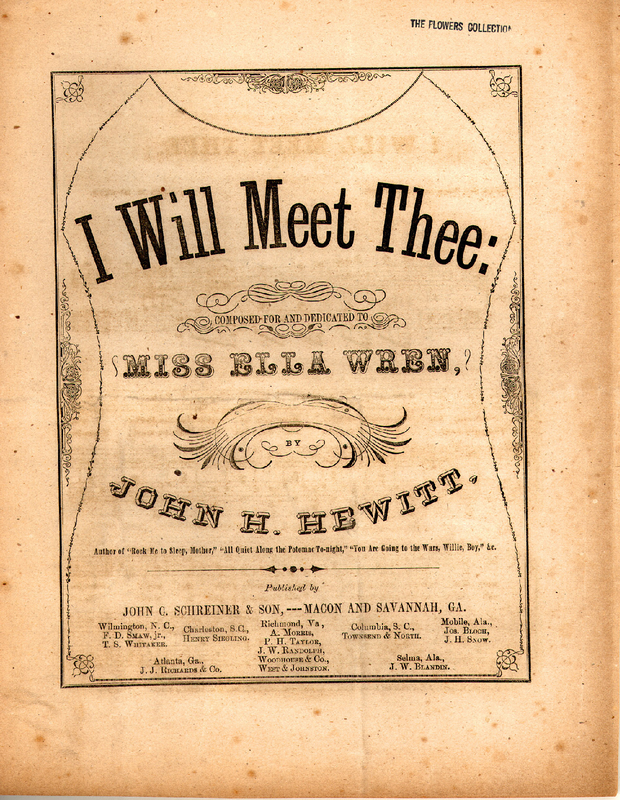 THE FLOWERS COLLECTION
I Will Meet Thee:
COMPOSED FOR AND DEDICATED TO
MISS ELLA WREN,
BY
JOHN H. HEWITT.
Author of "Rock Me to Sleep, Mother," "All Quiet Along the Potomac To-night," "You Are Going to the Wars, Willie, Boy," &c.
Published by
JOHN C. SCHREINER & SON,---MACON AND SAVANNAH, GA.
Wilmington, N. C.,
F. D. Smaw, jr.,
T. S. Whitaker.
Charleston, S.C.,
Henry Siegling.
Richmond, Va,
A. Morris,
P. H. Taylor,
J. W. Randolph,
Woodhouse & Co.,
West & Johnston.
Columbia, S. C.,
Townsend & North.
Mobile, Ala.,
Jos. Bloch,
J. H. Snow.
Atlanta, Ga.,
J. J. Richards & Co.
Selma, Ala.,
J. W. Blandin.